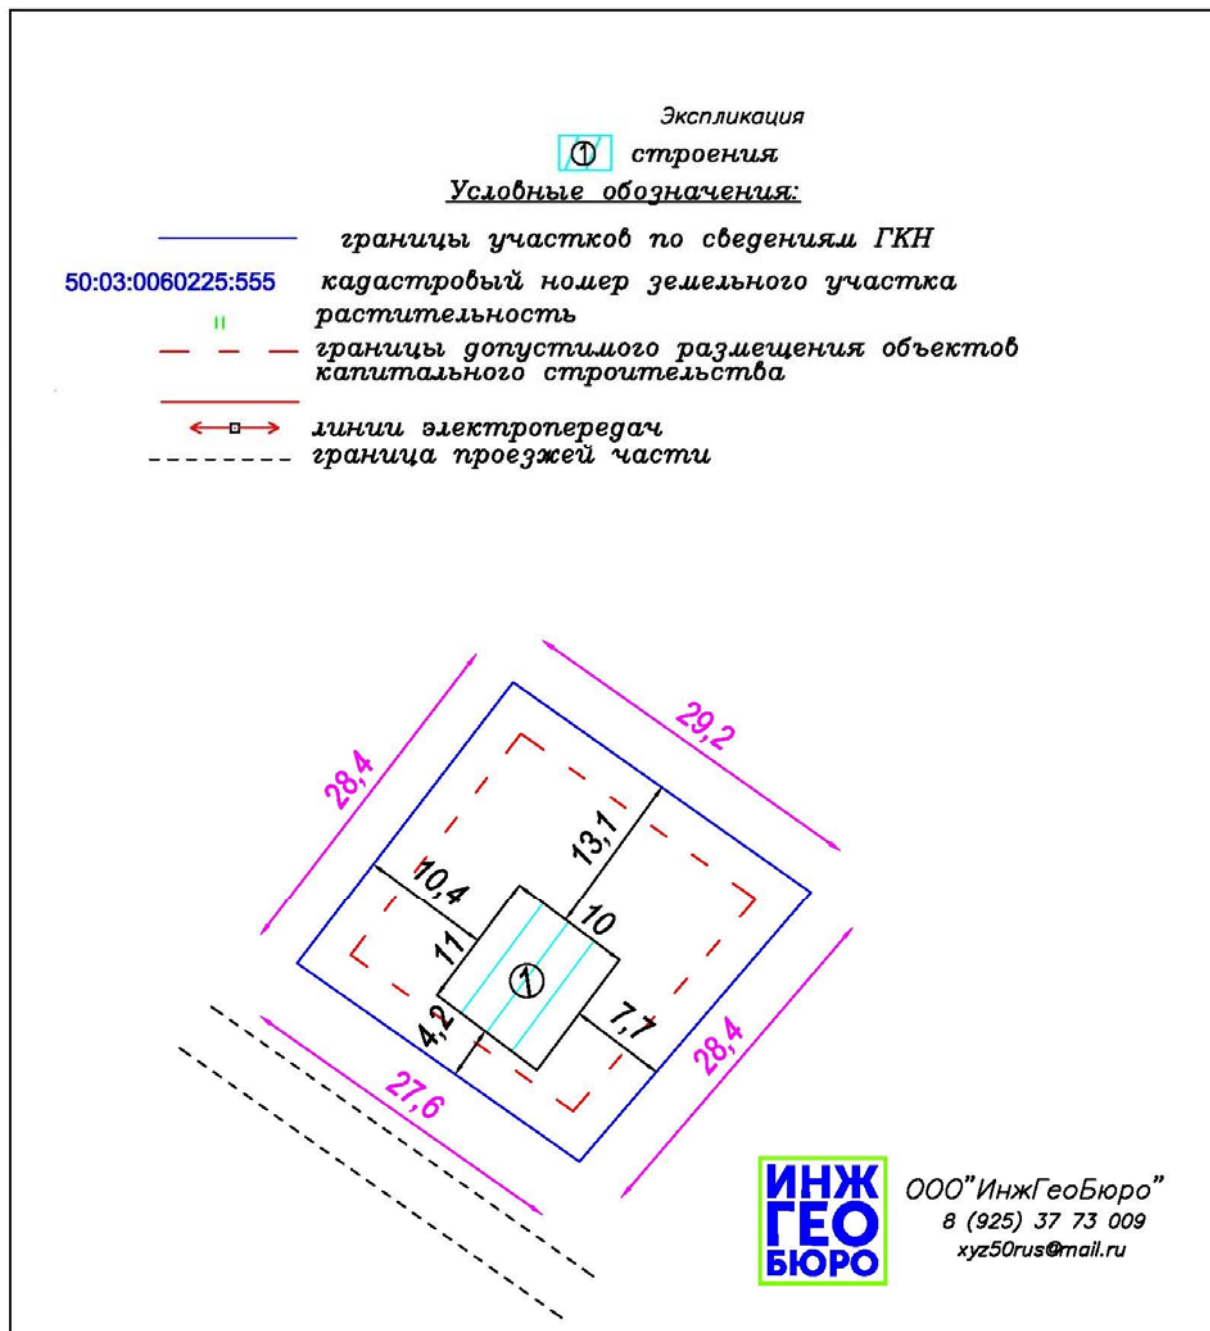 Экспликация
1 строения
Условные обозначения:
границы участков по сведениям ГКН
50:03:0060225:555 кадастровый номер земельного участка
растительность
границы допустимого размещения объектов
капитального строительства
линии электропередач
граница проезжей части
29,2
28,4
13,1
10,4
10
11
1
4,2
7,7
28,4
27,6
ИНЖ
ГЕО
БЮРО
ООО"ИнжГеоБюро"
8 (925) 37 73 009
xyz50rus@mail.ru